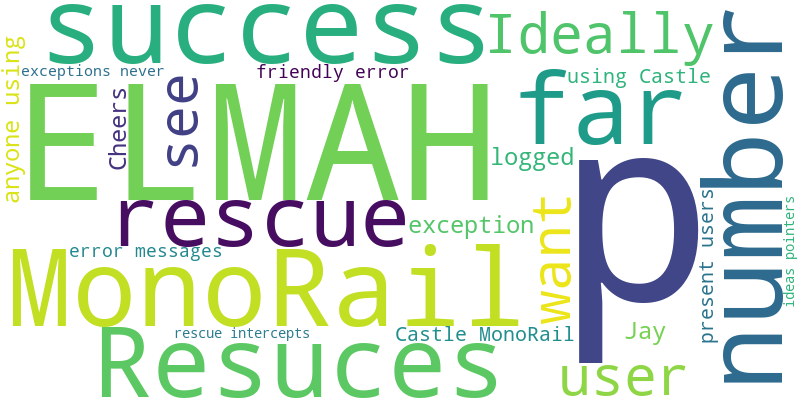 success
Ideally
number
anyone using
exceptions never
friendly error
using Castle
ELMAH
Cheers
see
far
logged
p
rescue
exception
want
present users
ideas pointers
MonoRail
error messages
rescue intercepts
Castle MonoRail
Jay
Resuces
user